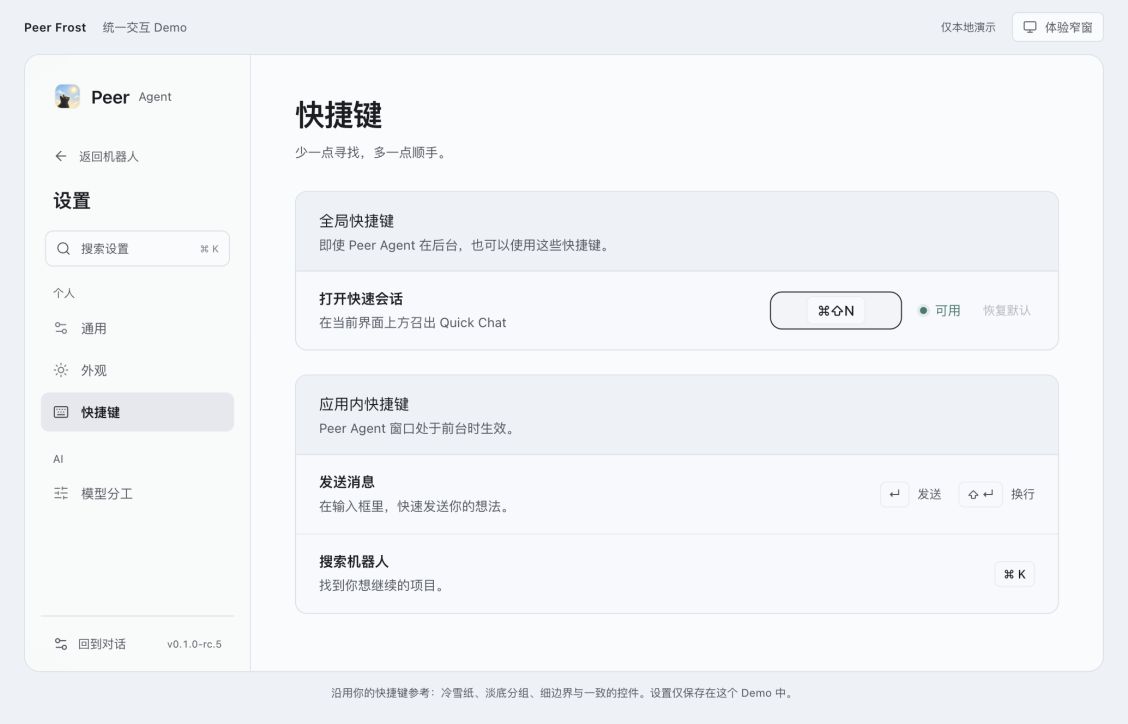 Peer Frost 统一交互 Demo
仅本地演示 体验窄窗
Peer Agent
返回机器人
设置
搜索设置 ⌘ K
个人
通用
外观
快捷键
AI
模型分工
回到对话 v0.1.0-rc.5
快捷键
少一点寻找，多一点顺手。
全局快捷键
即使 Peer Agent 在后台，也可以使用这些快捷键。
打开快速会话
在当前界面上方召出 Quick Chat
⌘⇧N 可用 恢复默认
应用内快捷键
Peer Agent 窗口处于前台时生效。
发送消息
在输入框里，快速发送你的想法。
↵ 发送 ⇧ ↵ 换行
搜索机器人
找到你想继续的项目。
⌘ K
沿用你的快捷键参考：冷雪纸、淡底分组、细边界与一致的控件。设置仅保存在这个 Demo 中。